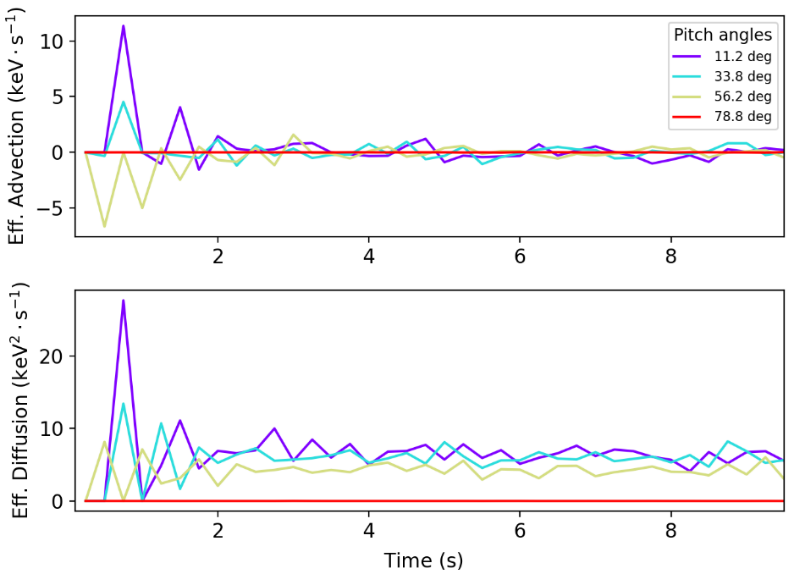 Eff. Advection (keV · s⁻¹)
10
5
0
−5
Pitch angles
11.2 deg
33.8 deg
56.2 deg
78.8 deg
2
4
6
8
Eff. Diffusion (keV² · s⁻¹)
20
10
0
2
4
6
8
Time (s)